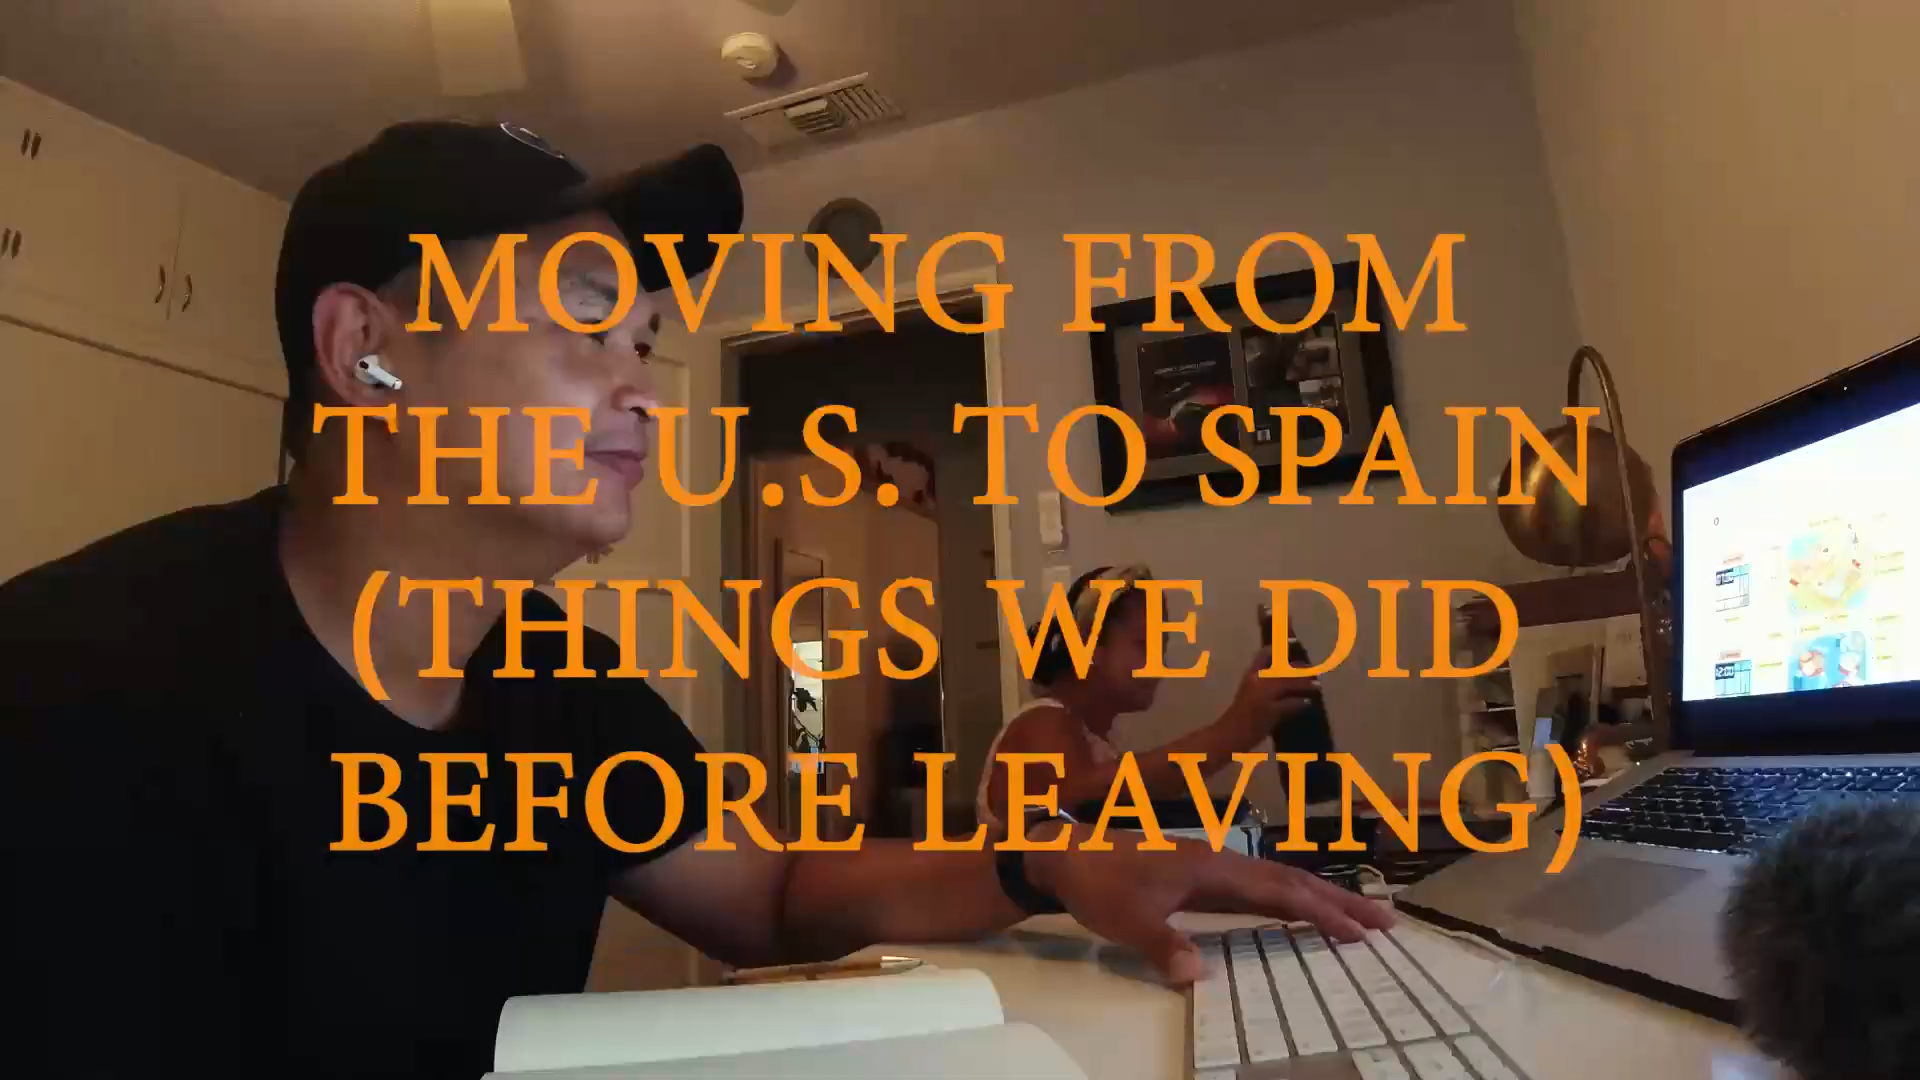 MOVING FROM
THE U.S. TO SPAIN
(THINGS WE DID
BEFORE LEAVING)